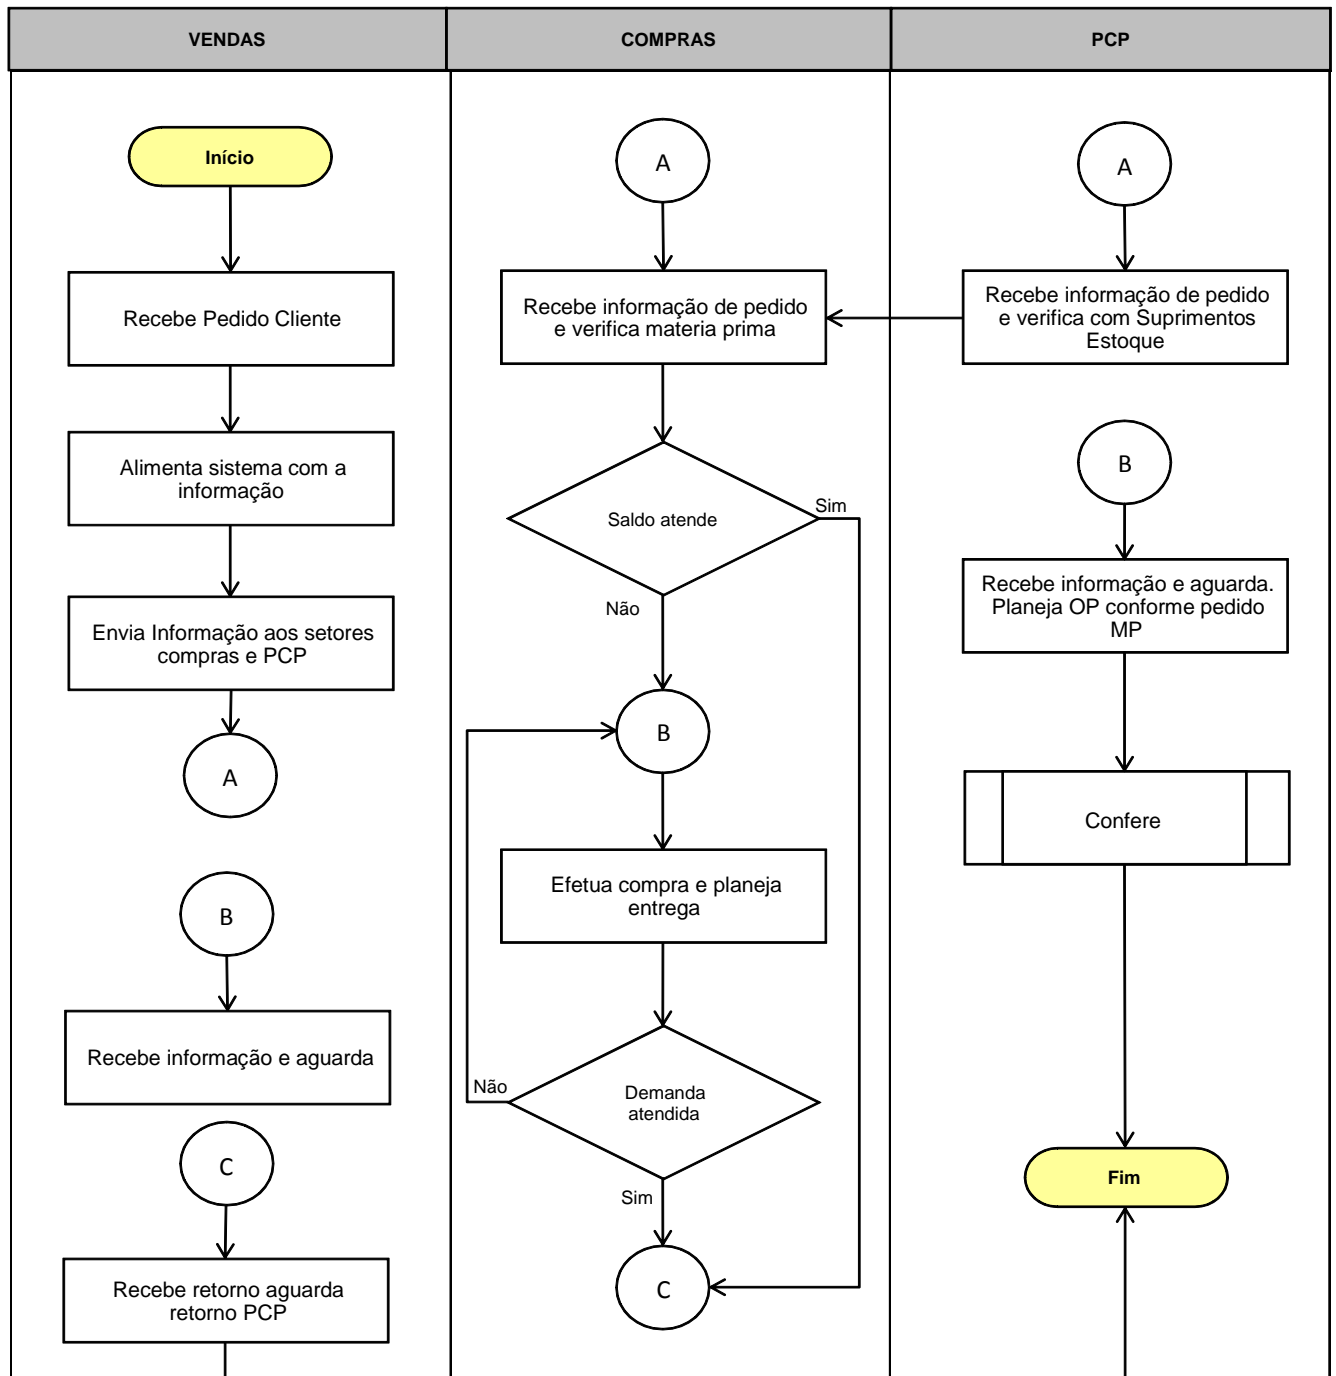 VENDAS
COMPRAS
PCP
Início
Recebe Pedido Cliente
Alimenta sistema com a
informação
Envia Informação aos setores
compras e PCP
A
B
Recebe informação e aguarda
C
Recebe retorno aguarda
retorno PCP
A
Recebe informação de pedido
e verifica materia prima
Saldo atende
Sim
Não
B
Efetua compra e planeja
entrega
Demanda
atendida
Não
Sim
C
A
Recebe informação de pedido
e verifica com Suprimentos
Estoque
B
Recebe informação e aguarda.
Planeja OP conforme pedido
MP
Confere
Fim